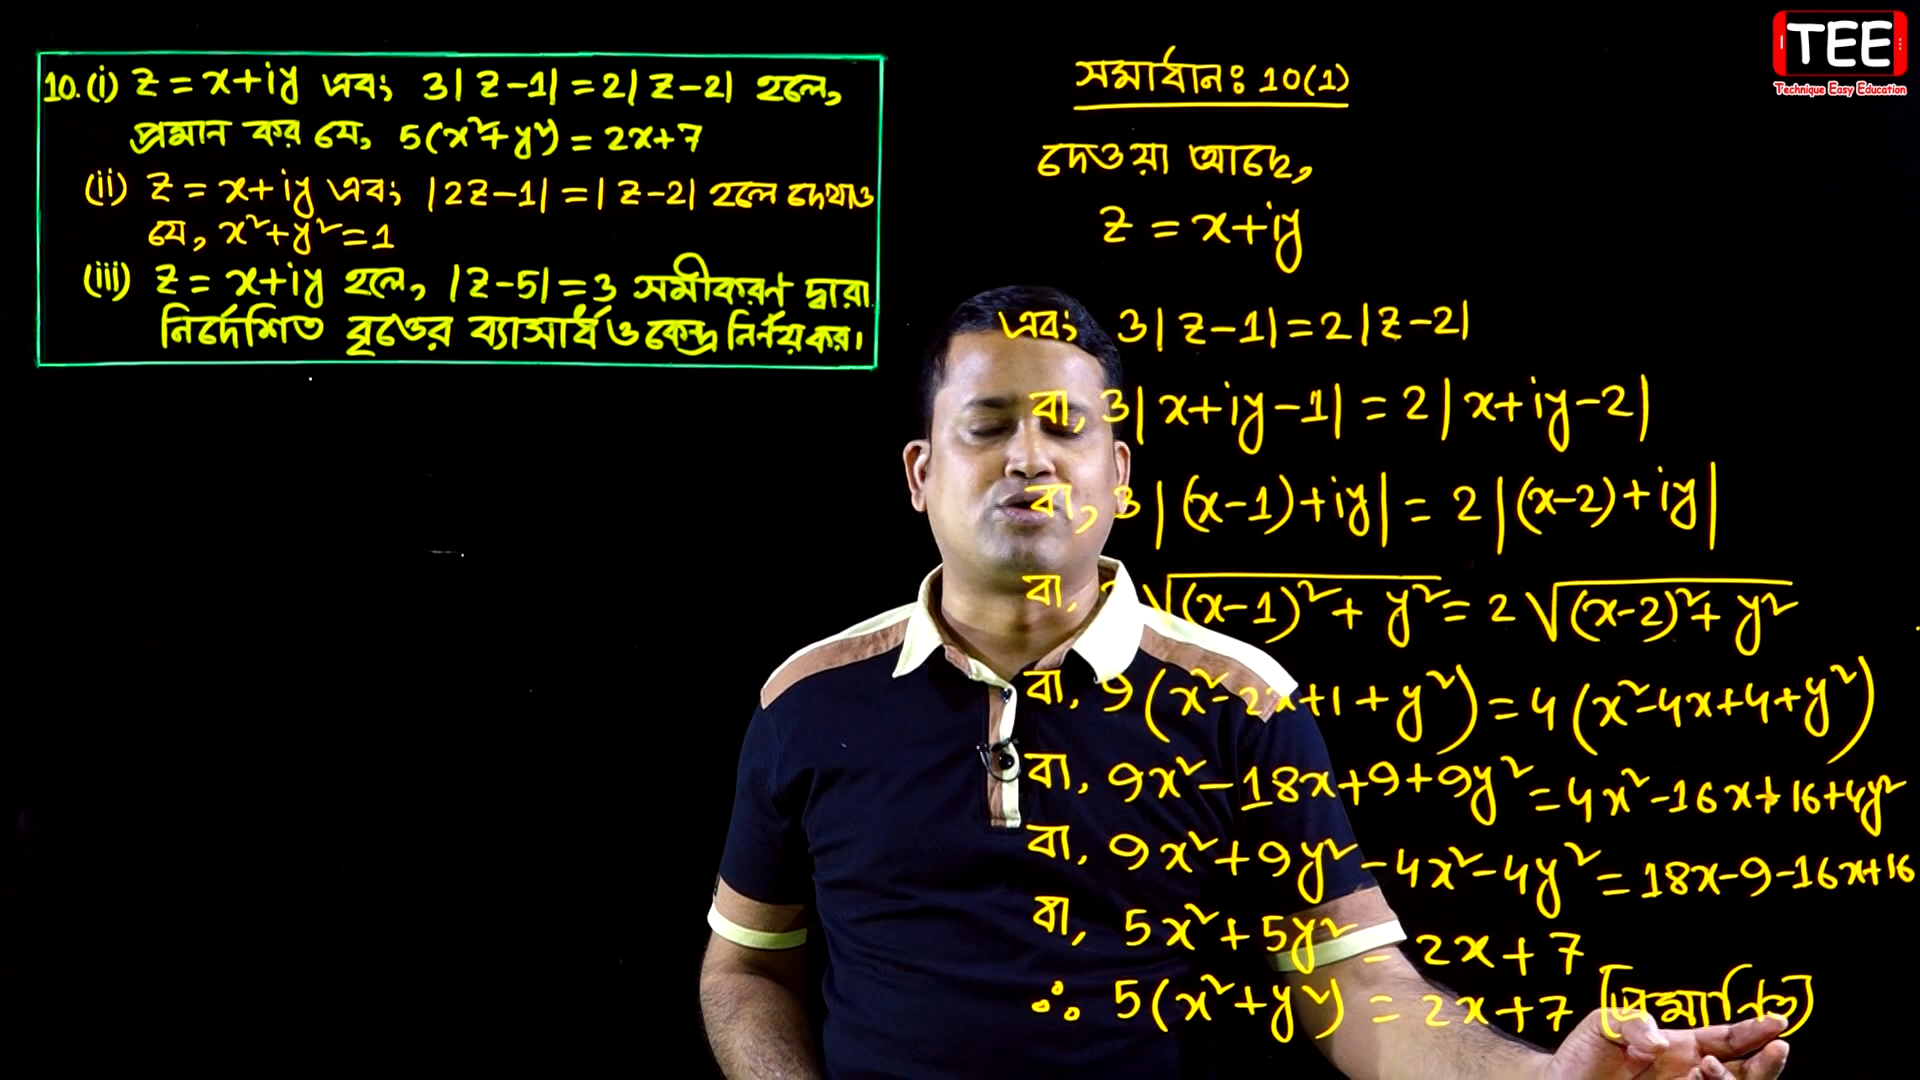 10.(i) z = x+iy এবং 3|z-1| = 2|z-2| হলে,
প্রমান কর যে, 5(x²+y²) = 2x+7
(ii) z = x+iy এবং |2z-1| = |z-2| হলে দেখাও
যে, x²+y²=1
(iii) z = x+iy হলে, |z-5| = 3 সমীকরণ দ্বারা
নির্দেশিত বৃত্তের ব্যাসার্ধ ও কেন্দ্র নির্ণয় কর।
সমাধান: 10(1)
দেওয়া আছে,
z = x+iy
এবং 3|z-1| = 2|z-2|
বা, 3|x+iy-1| = 2|x+iy-2|
বা, 3|(x-1)+iy| = 2|(x-2)+iy|
বা, √(x-1)²+y² = 2√(x-2)²+y²
বা, 9(x²-2x+1+y²) = 4(x²-4x+4+y²)
বা, 9x²-18x+9+9y² = 4x²-16x+16+4y²
বা, 9x²+9y²-4x²-4y² = 18x-9-16x+16
বা, 5x²+5y² = 2x+7
∴ 5(x²+y²) = 2x+7 [প্রমানিত]
TEE
Technique Easy Education